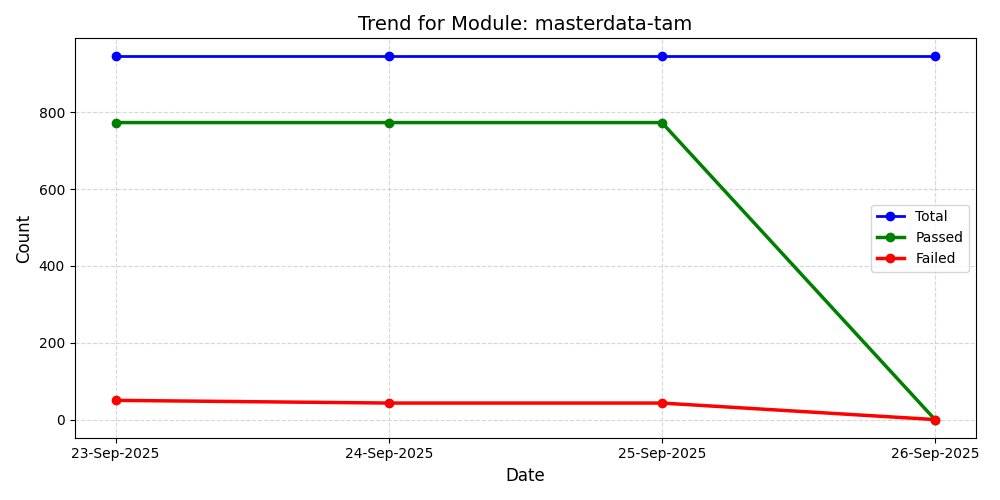 Trend for Module: masterdata-tam
Count
800
600
400
200
0
Total
Passed
Failed
23-Sep-2025 24-Sep-2025 25-Sep-2025 26-Sep-2025
Date